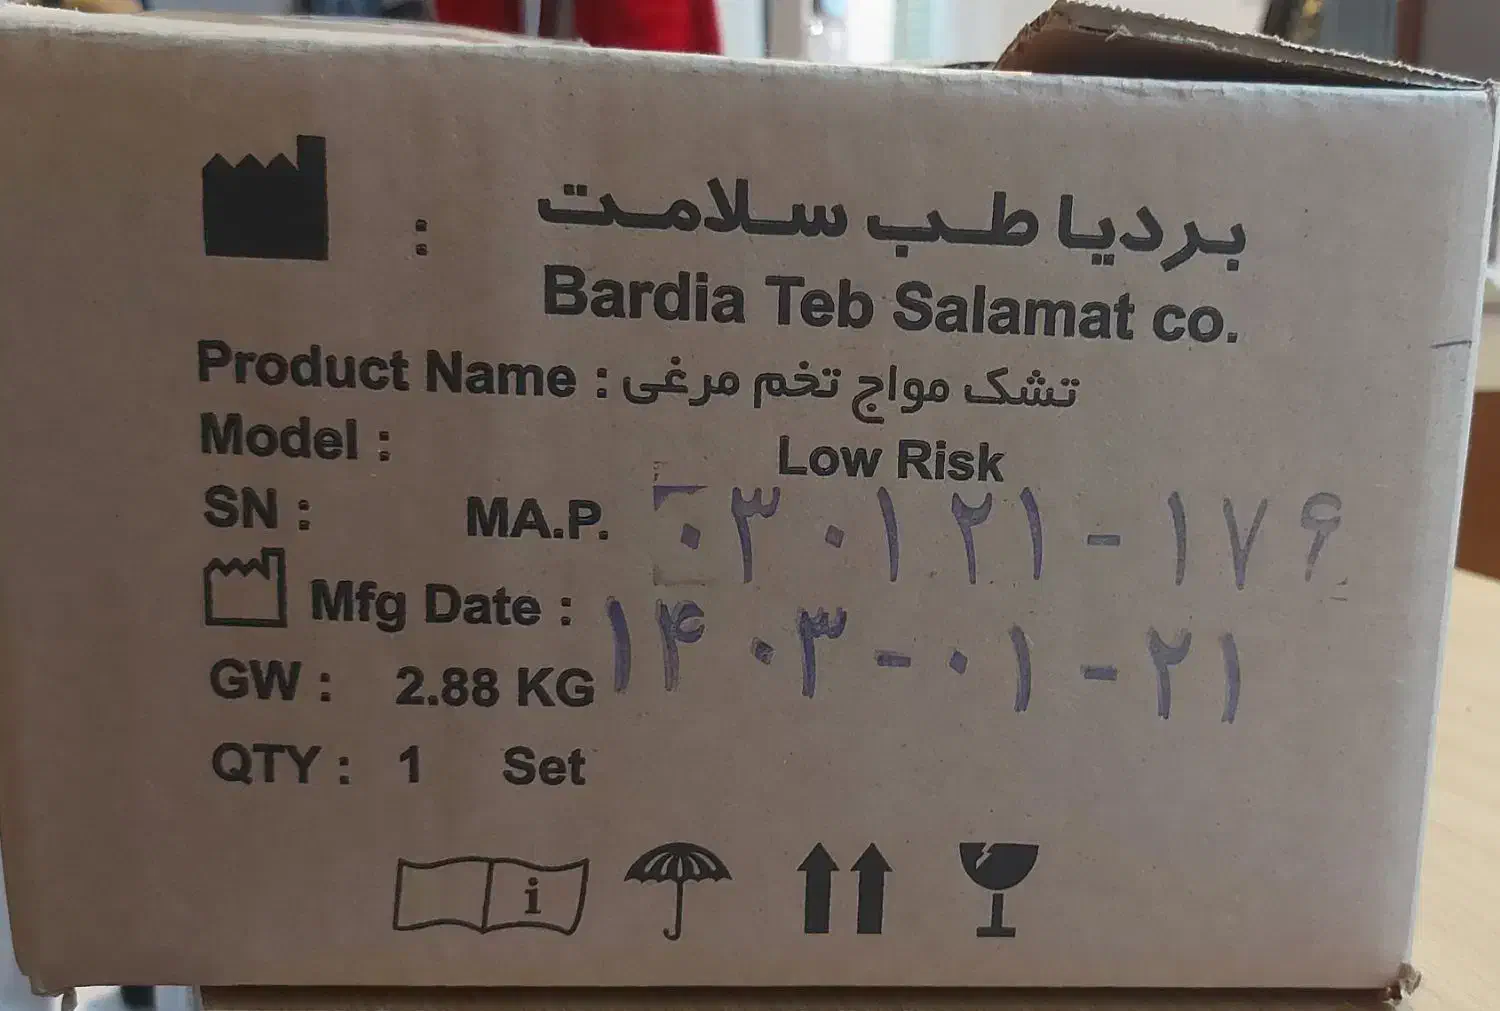 بردیا طب سلامت :
Bardia Teb Salamat co.
Product Name : تشک مواج تخم مرغی
Model : Low Risk
SN : MA.P. ۰۳۰۱۲۱-۱۷۶
Mfg Date : ۱۴۰۳-۰۱-۲۱
GW : 2.88 KG
QTY : 1 Set
i